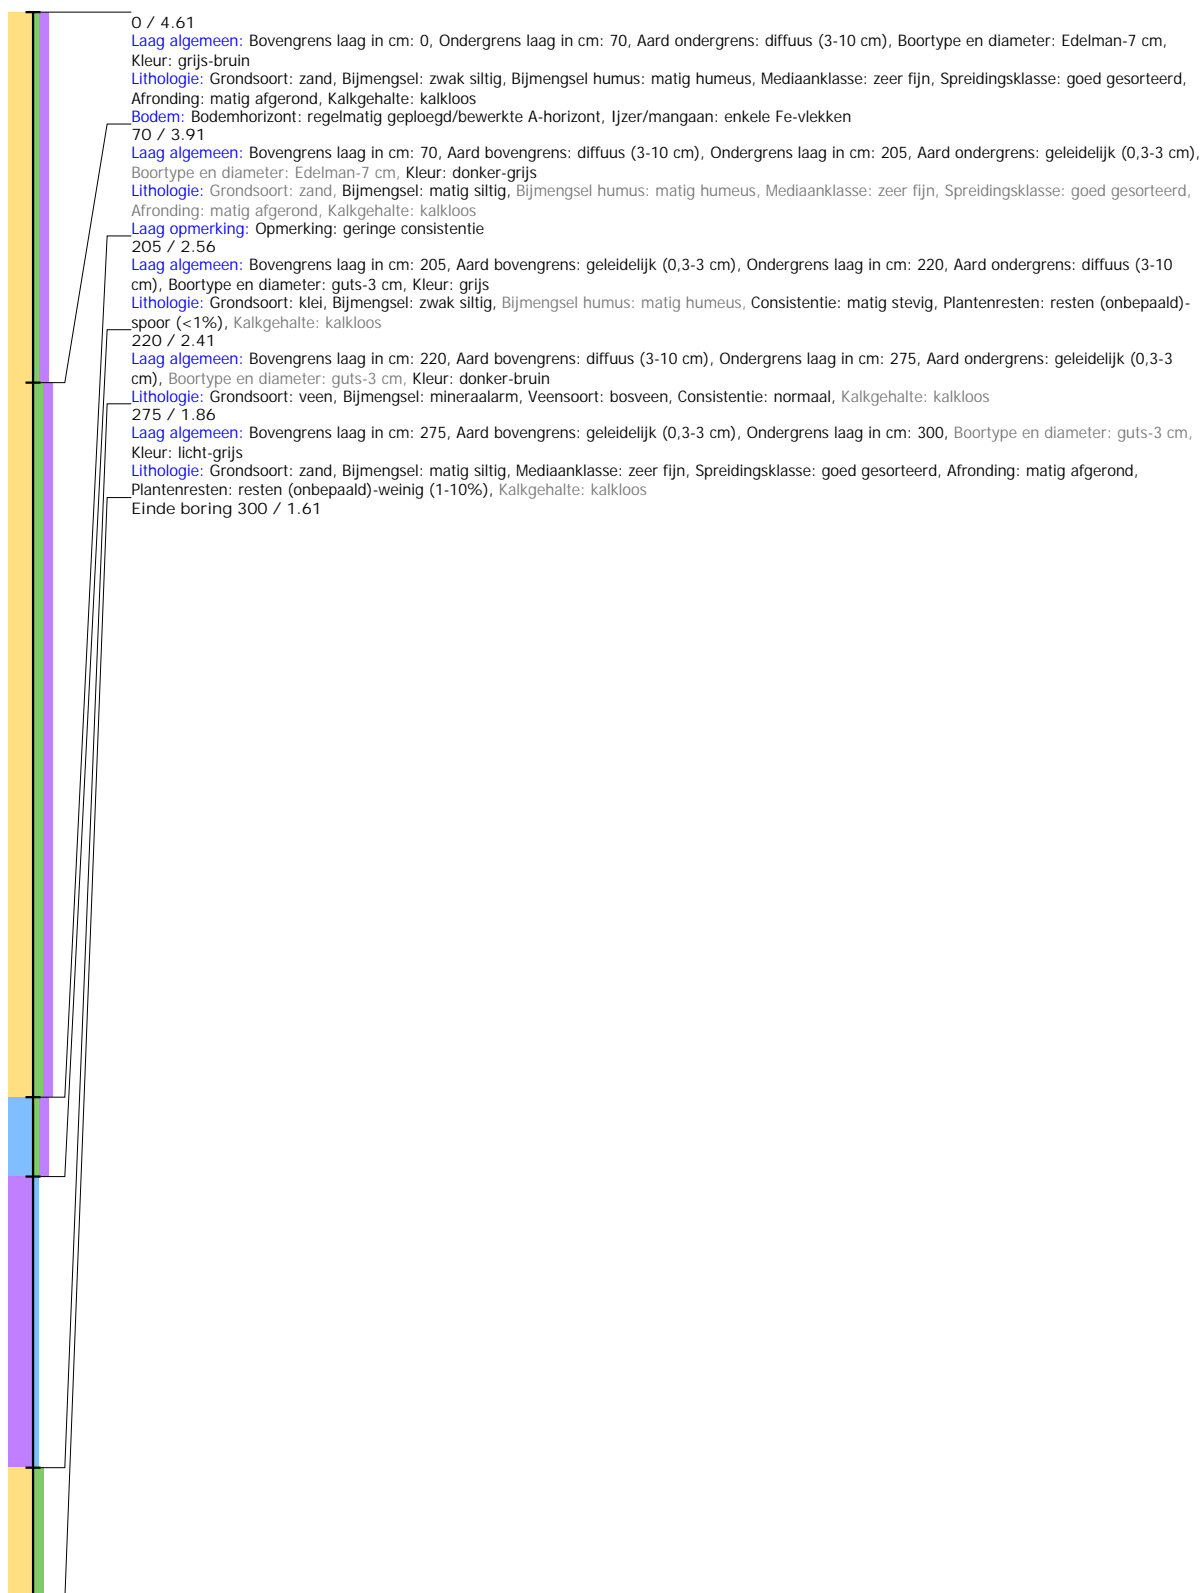 0 / 4.61
Laag algemeen: Bovengrens laag in cm: 0, Ondergrens laag in cm: 70, Aard ondergrens: diffuus (3-10 cm), Boortype en diameter: Edelman-7 cm,
Kleur: grijs-bruin
Lithologie: Grondsoort: zand, Bijmengsel: zwak siltig, Bijmengsel humus: matig humeus, Mediaanklasse: zeer fijn, Spreidingsklasse: goed gesorteerd,
Afronding: matig afgerond, Kalkgehalte: kalkloos
Bodem: Bodemhorizont: regelmatig geploegd/bewerkte A-horizont, Ijzer/mangaan: enkele Fe-vlekken
70 / 3.91
Laag algemeen: Bovengrens laag in cm: 70, Aard bovengrens: diffuus (3-10 cm), Ondergrens laag in cm: 205, Aard ondergrens: geleidelijk (0,3-3 cm),
Boortype en diameter: Edelman-7 cm, Kleur: donker-grijs
Lithologie: Grondsoort: zand, Bijmengsel: matig siltig, Bijmengsel humus: matig humeus, Mediaanklasse: zeer fijn, Spreidingsklasse: goed gesorteerd,
Afronding: matig afgerond, Kalkgehalte: kalkloos
Laag opmerking: Opmerking: geringe consistentie
205 / 2.56
Laag algemeen: Bovengrens laag in cm: 205, Aard bovengrens: geleidelijk (0,3-3 cm), Ondergrens laag in cm: 220, Aard ondergrens: diffuus (3-10
cm), Boortype en diameter: guts-3 cm, Kleur: grijs
Lithologie: Grondsoort: klei, Bijmengsel: zwak siltig, Bijmengsel humus: matig humeus, Consistentie: matig stevig, Plantenresten: resten (onbepaald)-
spoor (<1%), Kalkgehalte: kalkloos
220 / 2.41
Laag algemeen: Bovengrens laag in cm: 220, Aard bovengrens: diffuus (3-10 cm), Ondergrens laag in cm: 275, Aard ondergrens: geleidelijk (0,3-3
cm), Boortype en diameter: guts-3 cm, Kleur: donker-bruin
Lithologie: Grondsoort: veen, Bijmengsel: mineraalarm, Veensoort: bosveen, Consistentie: normaal, Kalkgehalte: kalkloos
275 / 1.86
Laag algemeen: Bovengrens laag in cm: 275, Aard bovengrens: geleidelijk (0,3-3 cm), Ondergrens laag in cm: 300, Boortype en diameter: guts-3 cm,
Kleur: licht-grijs
Lithologie: Grondsoort: zand, Bijmengsel: matig siltig, Mediaanklasse: zeer fijn, Spreidingsklasse: goed gesorteerd, Afronding: matig afgerond,
Plantenresten: resten (onbepaald)-weinig (1-10%), Kalkgehalte: kalkloos
Einde boring 300 / 1.61